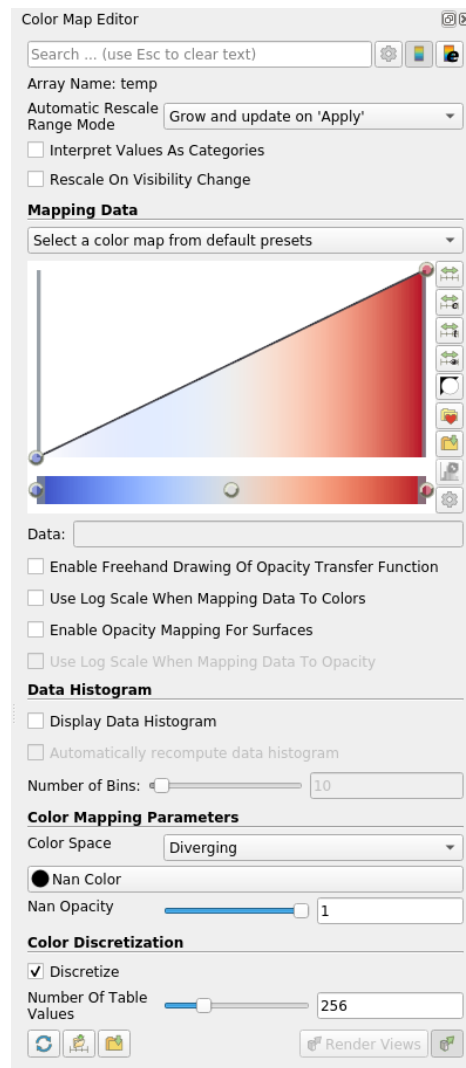 Color Map Editor
Search ... (use Esc to clear text)
Array Name: temp
Automatic Rescale
Range Mode
Grow and update on 'Apply'
Interpret Values As Categories
Rescale On Visibility Change
Mapping Data
Select a color map from default presets
Data:
Enable Freehand Drawing Of Opacity Transfer Function
Use Log Scale When Mapping Data To Colors
Enable Opacity Mapping For Surfaces
Use Log Scale When Mapping Data To Opacity
Data Histogram
Display Data Histogram
Automatically recompute data histogram
Number of Bins: 10
Color Mapping Parameters
Color Space Diverging
Nan Color
Nan Opacity 1
Color Discretization
Discretize
Number Of Table
Values
256
Render Views